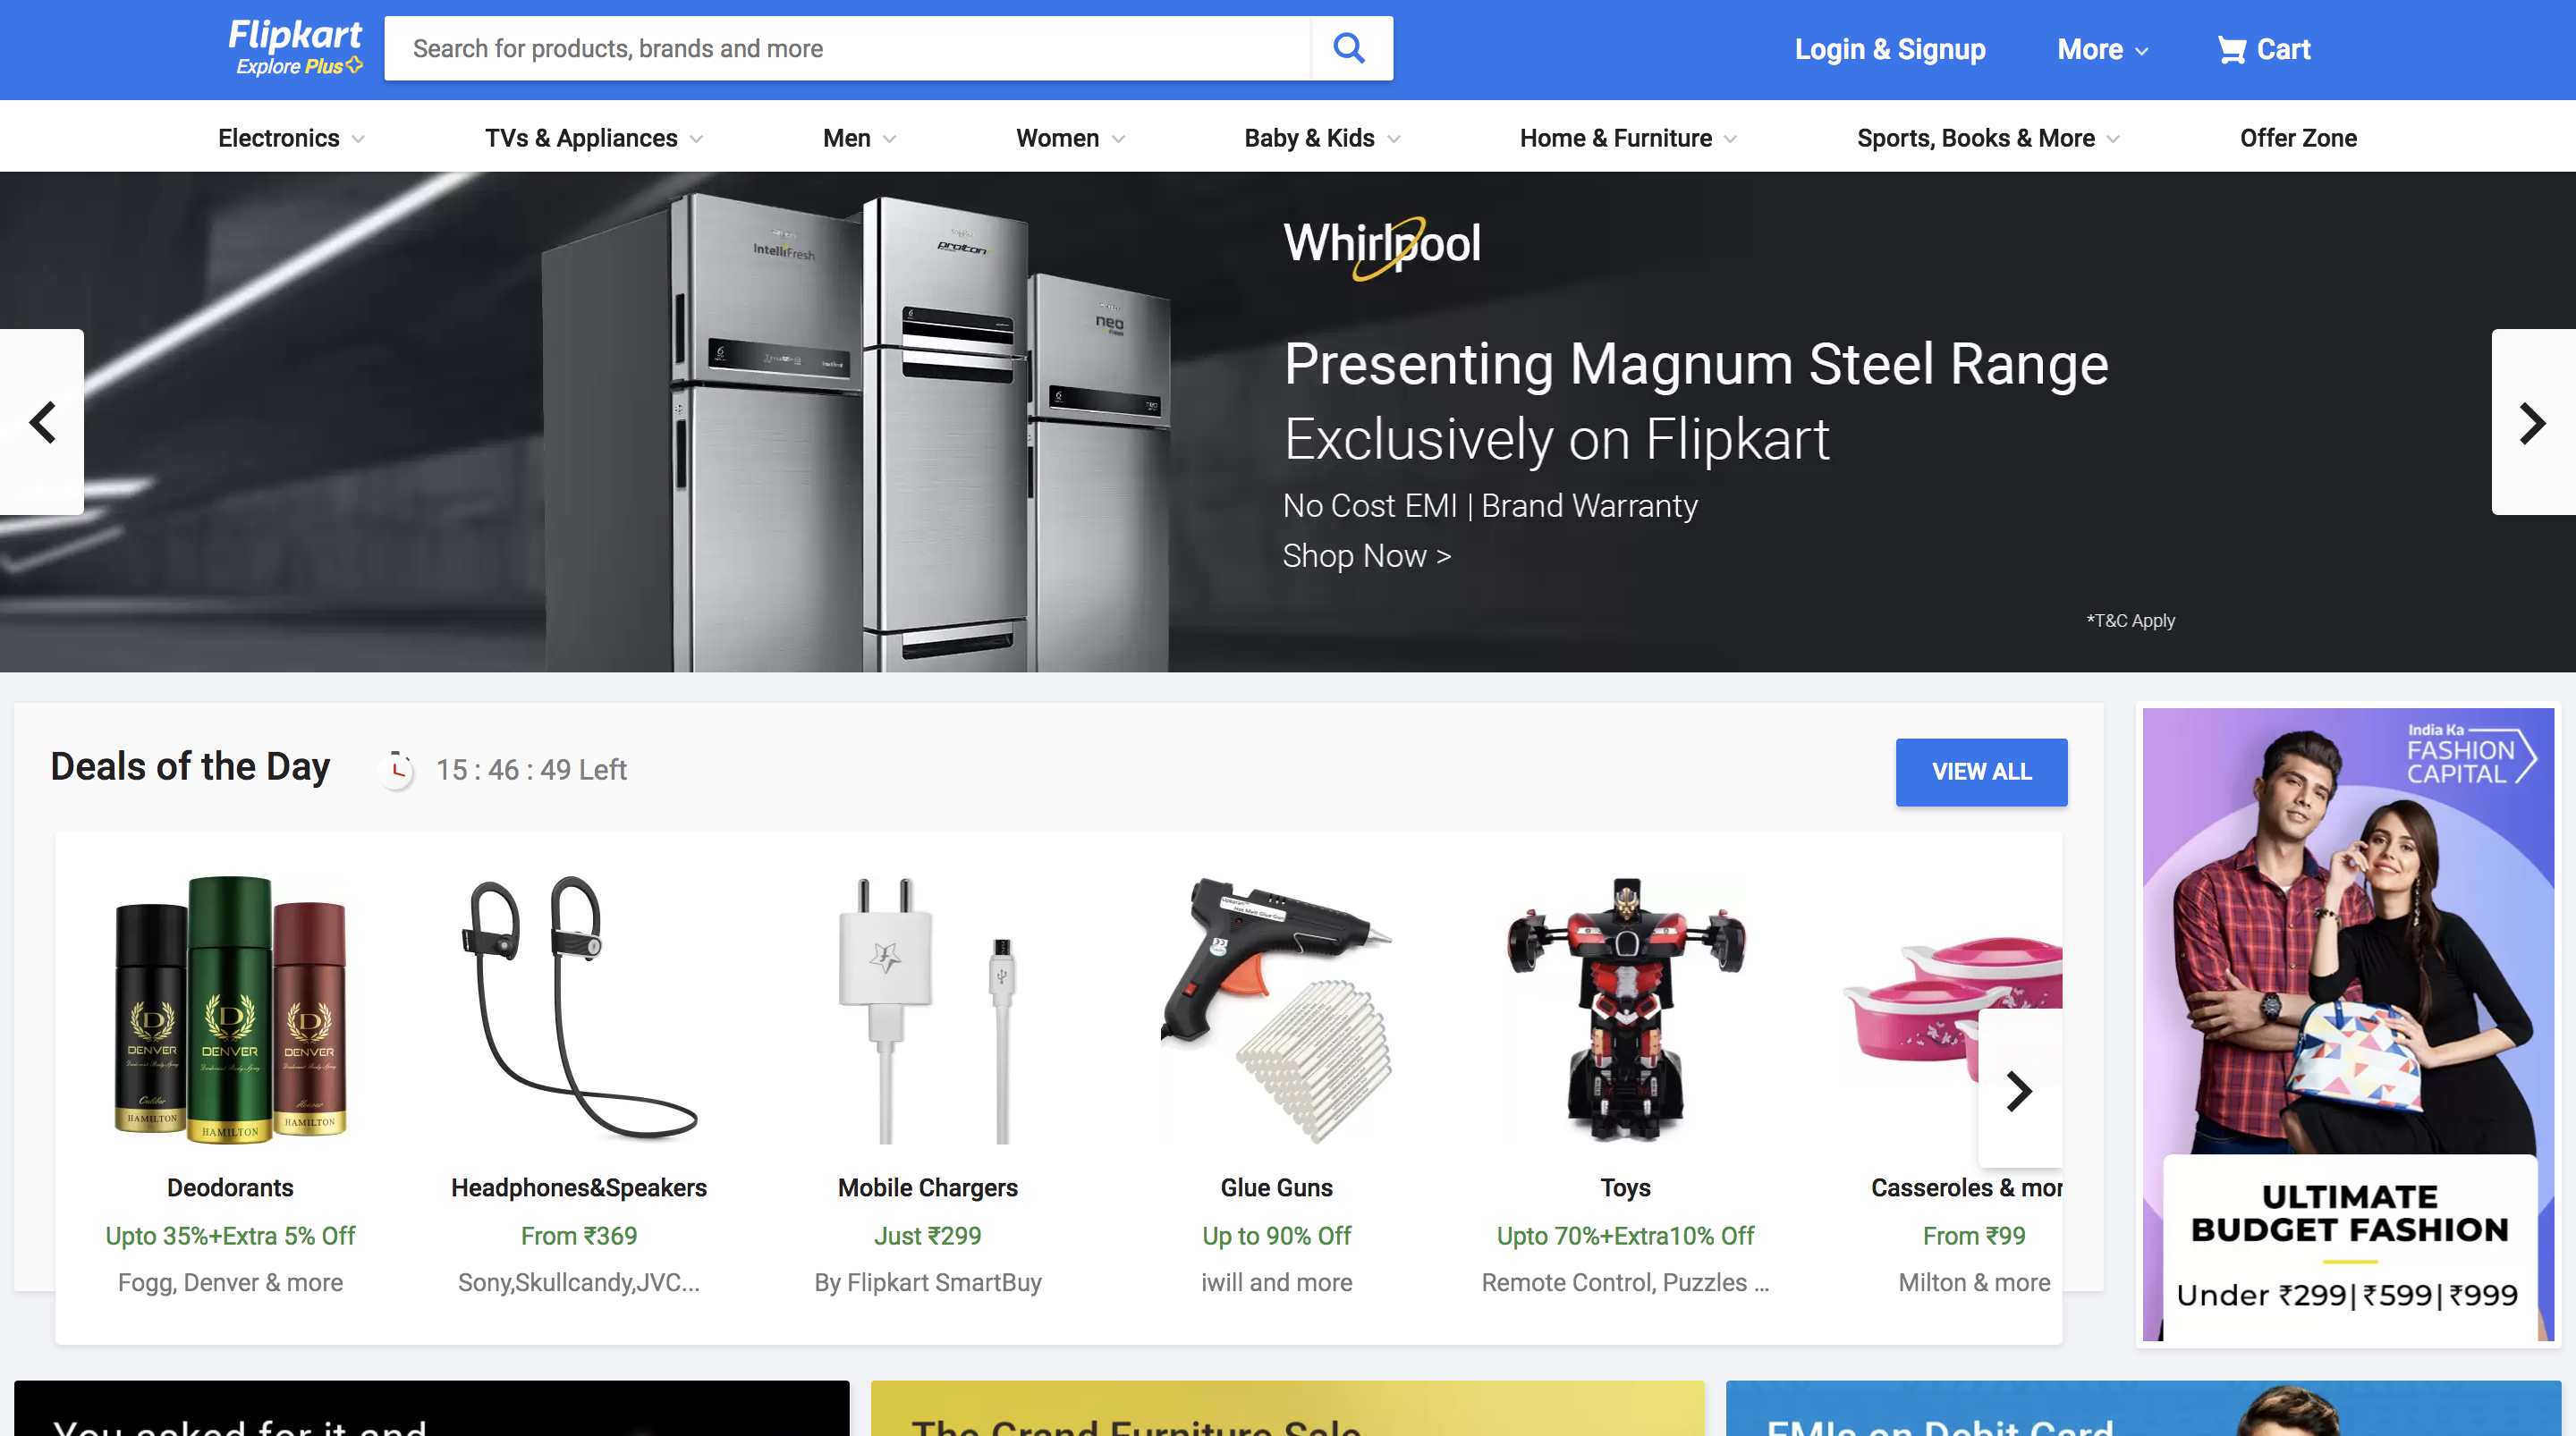 Flipkart
Explore Plus
Search for products, brands and more
Login & Signup
More
Cart
Electronics
TVs & Appliances
Men
Women
Baby & Kids
Home & Furniture
Sports, Books & More
Offer Zone
IntelliFresh
proton
neo
Whirlpool
Presenting Magnum Steel Range
Exclusively on Flipkart
No Cost EMI | Brand Warranty
Shop Now >
*T&C Apply
Deals of the Day
15 : 46 : 49 Left
VIEW ALL
D
DENVER
HAMILTON
D
DENVER
HAMILTON
D
DENVER
Honour
HAMILTON
Deodorants
Upto 35%+Extra 5% Off
Fogg, Denver & more
Headphones&Speakers
From ₹369
Sony,Skullcandy,JVC...
Mobile Chargers
Just ₹299
By Flipkart SmartBuy
Hot Melt Glue Gun
Glue Guns
Up to 90% Off
iwill and more
Toys
Upto 70%+Extra10% Off
Remote Control, Puzzles ...
Casseroles & mor
From ₹99
Milton & more
India Ka
FASHION
CAPITAL
ULTIMATE
BUDGET FASHION
Under ₹299|₹599|₹999
You asked for it and
The Grand Furniture Sale
EMIs on Debit Card